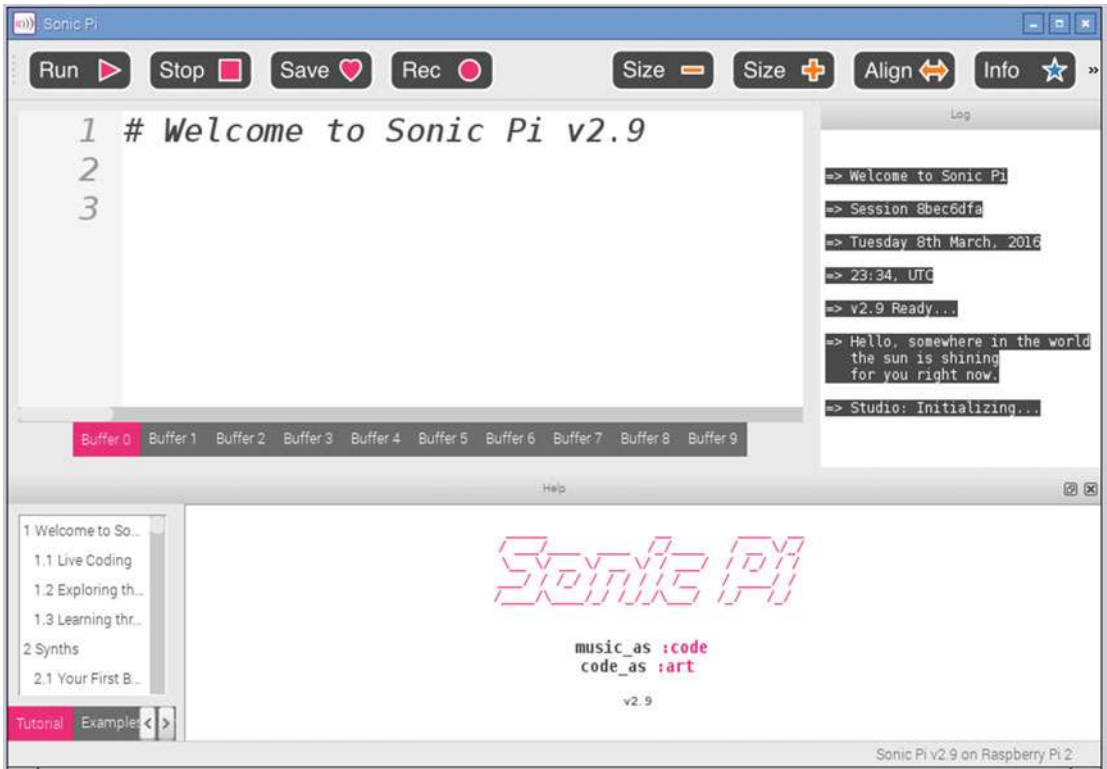 Sonic Pi
Run Stop Save Rec Size Size Align Info »
1 # Welcome to Sonic Pi v2.9
2
3
Log
=> Welcome to Sonic Pi
=> Session 8bec6dfa
=> Tuesday 8th March, 2016
=> 23:34, UTC
=> v2.9 Ready...
=> Hello, somewhere in the world
the sun is shining
for you right now.
=> Studio: Initializing...
Buffer 0 Buffer 1 Buffer 2 Buffer 3 Buffer 4 Buffer 5 Buffer 6 Buffer 7 Buffer 8 Buffer 9
Help
1 Welcome to So...
1.1 Live Coding
1.2 Exploring th...
1.3 Learning thr...
2 Synths
2.1 Your First B...
Tutorial Examples
Sonic Pi
music_as :code
code_as :art
v2.9
Sonic Pi v2.9 on Raspberry Pi 2